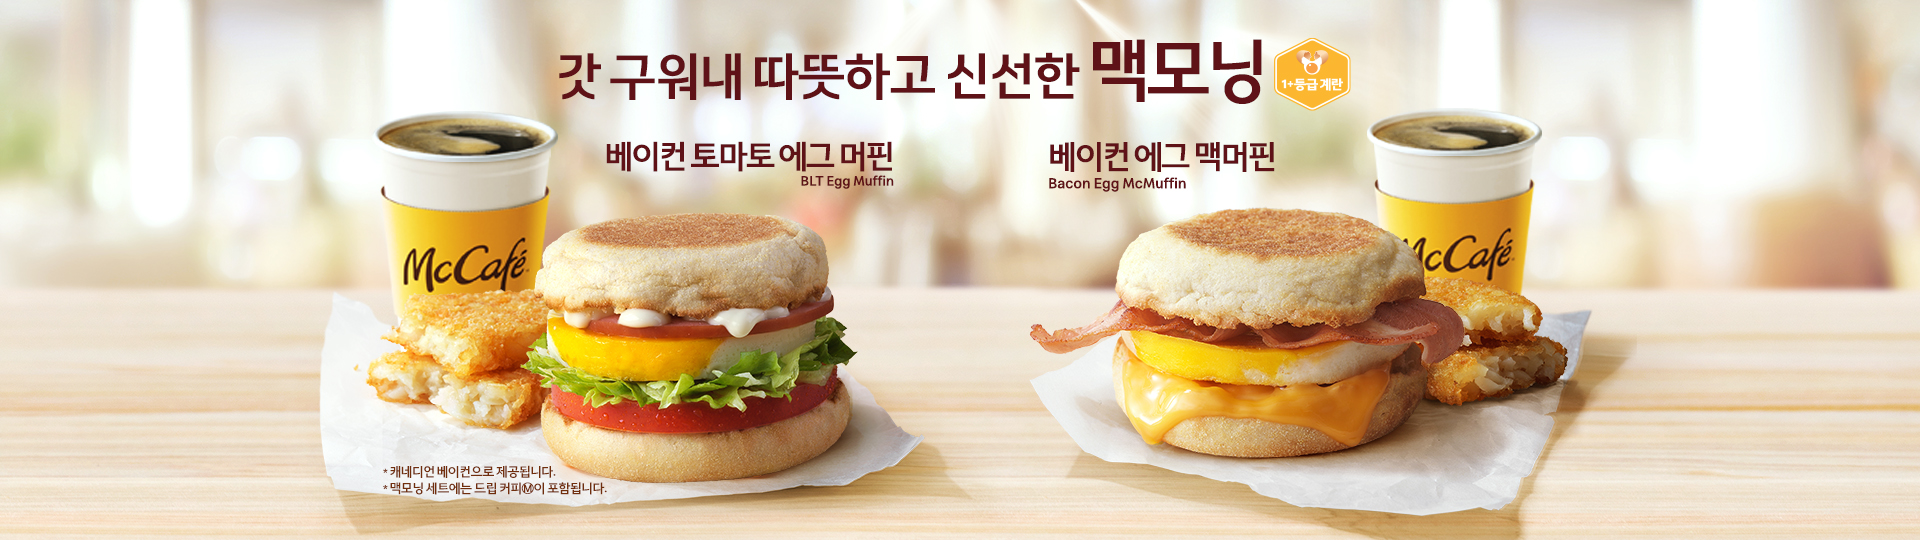 갓 구워내 따뜻하고 신선한 맥모닝
1+등급 계란
베이컨 토마토 에그 머핀
BLT Egg Muffin
베이컨 에그 맥머핀
Bacon Egg McMuffin
McCafé
McCafé
* 캐네디언 베이컨으로 제공됩니다.
* 맥모닝 세트에는 드립 커피Ⓜ이 포함됩니다.